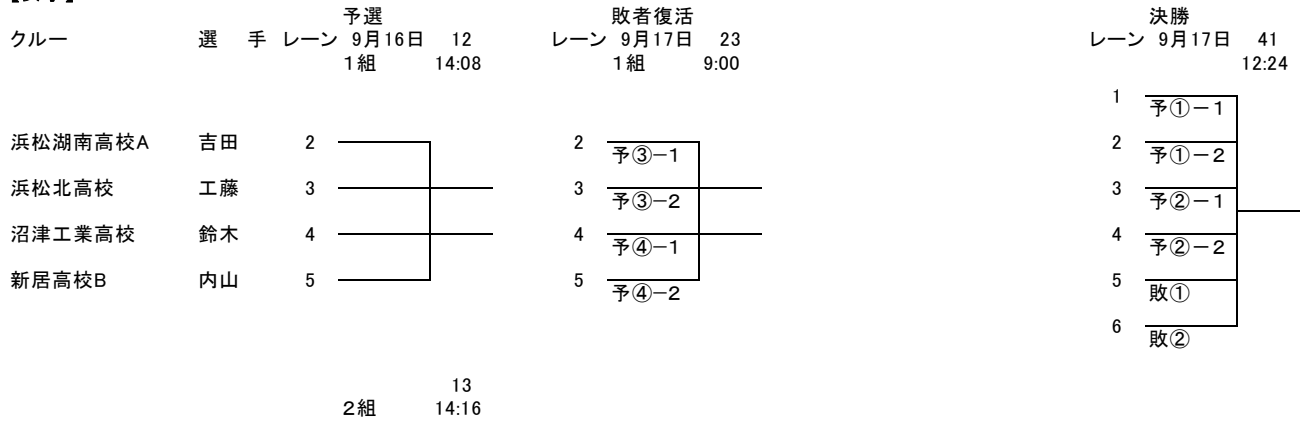 予選 敗者復活 決勝
クルー 選 手 レーン 9月16日 12 レーン 9月17日 23 レーン 9月17日 41
1組 14:08 1組 9:00 12:24
1 予①－1
浜松湖南高校A 吉田 2 2 予③－1 2 予①－2
浜松北高校 工藤 3 3 予③－2 3 予②－1
沼津工業高校 鈴木 4 4 予④－1 4 予②－2
新居高校B 内山 5 5 予④－2 5 敗①
6 敗②
13
2組 14:16